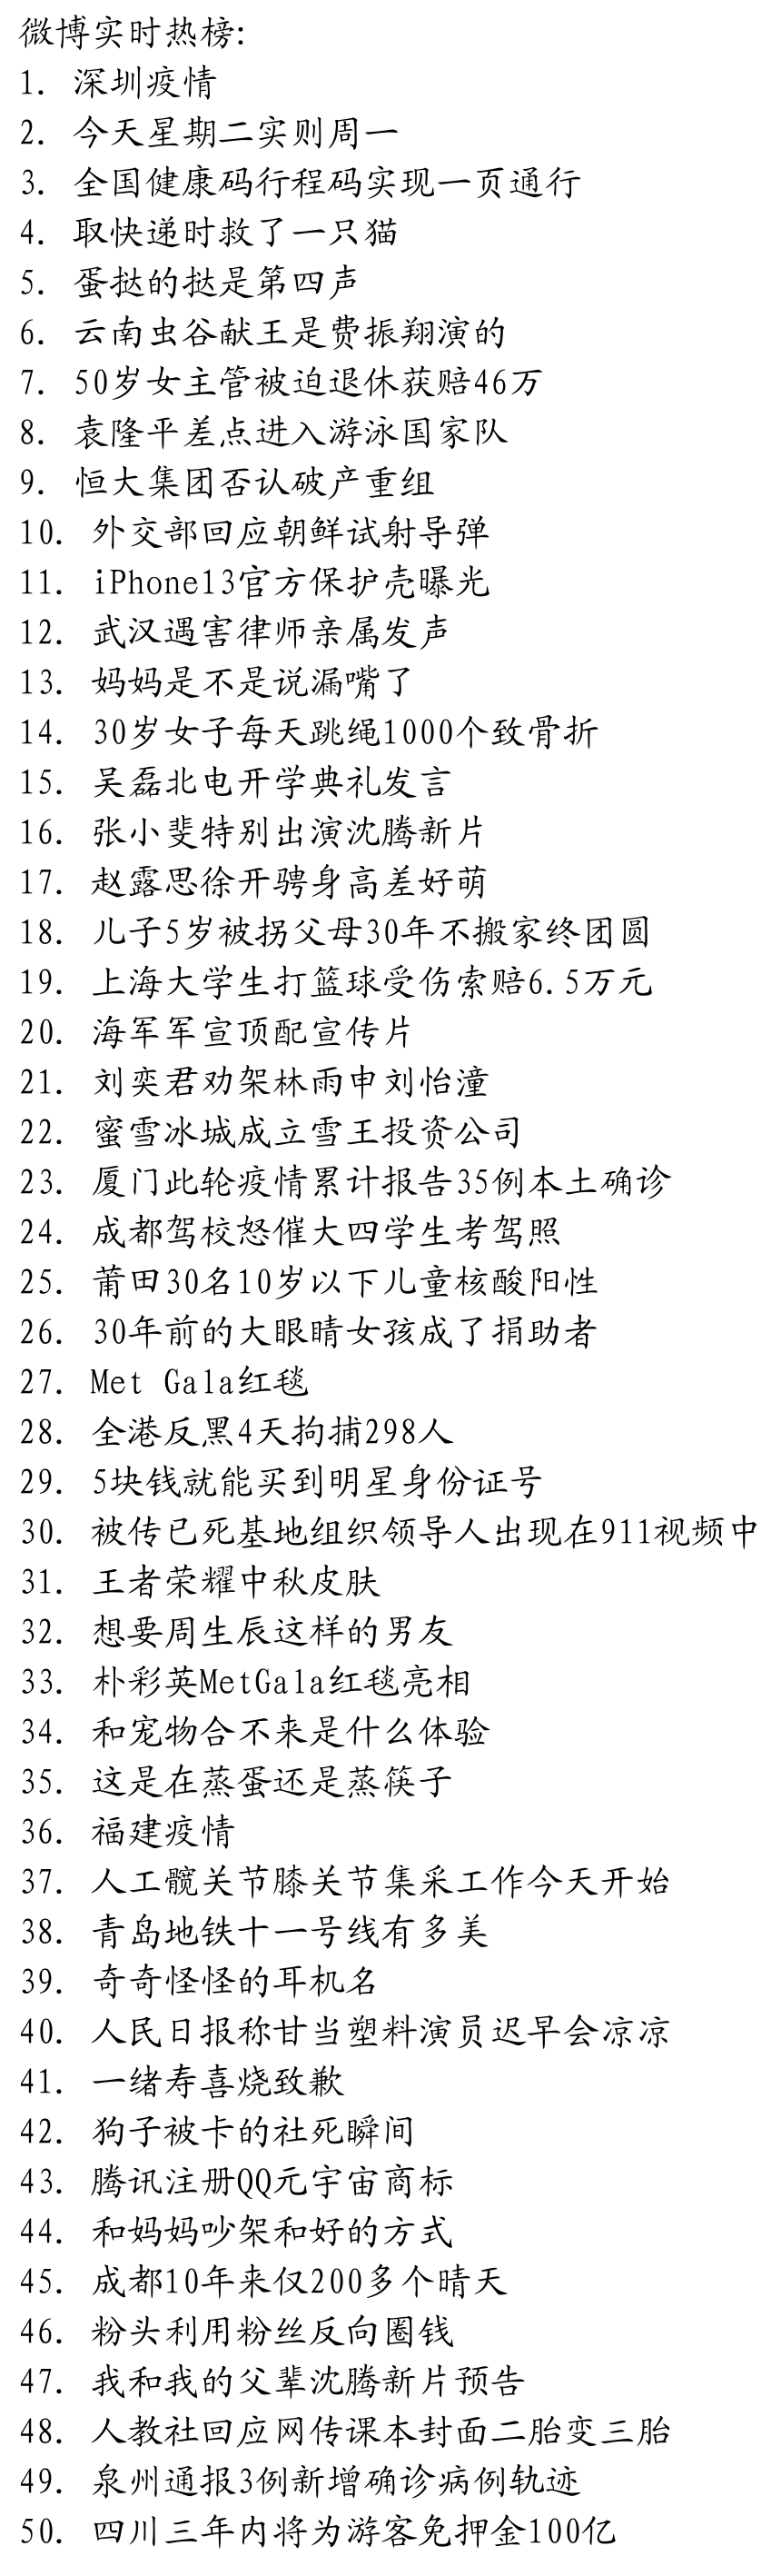 微博实时热榜:
1. 深圳疫情
2. 今天星期二实则周一
3. 全国健康码行程码实现一页通行
4. 取快递时救了一只猫
5. 蛋挞的挞是第四声
6. 云南虫谷献王是费振翔演的
7. 50岁女主管被迫退休获赔46万
8. 袁隆平差点进入游泳国家队
9. 恒大集团否认破产重组
10. 外交部回应朝鲜试射导弹
11. iPhone13官方保护壳曝光
12. 武汉遇害律师亲属发声
13. 妈妈是不是说漏嘴了
14. 30岁女子每天跳绳1000个致骨折
15. 吴磊北电开学典礼发言
16. 张小斐特别出演沈腾新片
17. 赵露思徐开骋身高差好萌
18. 儿子5岁被拐父母30年不搬家终团圆
19. 上海大学生打篮球受伤索赔6.5万元
20. 海军军宣顶配宣传片
21. 刘奕君劝架林雨申刘怡潼
22. 蜜雪冰城成立雪王投资公司
23. 厦门此轮疫情累计报告35例本土确诊
24. 成都驾校怒催大四学生考驾照
25. 莆田30名10岁以下儿童核酸阳性
26. 30年前的大眼睛女孩成了捐助者
27. Met Gala红毯
28. 全港反黑4天拘捕298人
29. 5块钱就能买到明星身份证号
30. 被传已死基地组织领导人出现在911视频中
31. 王者荣耀中秋皮肤
32. 想要周生辰这样的男友
33. 朴彩英MetGala红毯亮相
34. 和宠物合不来是什么体验
35. 这是在蒸蛋还是蒸筷子
36. 福建疫情
37. 人工髋关节膝关节集采工作今天开始
38. 青岛地铁十一号线有多美
39. 奇奇怪怪的耳机名
40. 人民日报称甘当塑料演员迟早会凉凉
41. 一绪寿喜烧致歉
42. 狗子被卡的社死瞬间
43. 腾讯注册QQ元宇宙商标
44. 和妈妈吵架和好的方式
45. 成都10年来仅200多个晴天
46. 粉头利用粉丝反向圈钱
47. 我和我的父辈沈腾新片预告
48. 人教社回应网传课本封面二胎变三胎
49. 泉州通报3例新增确诊病例轨迹
50. 四川三年内将为游客免押金100亿